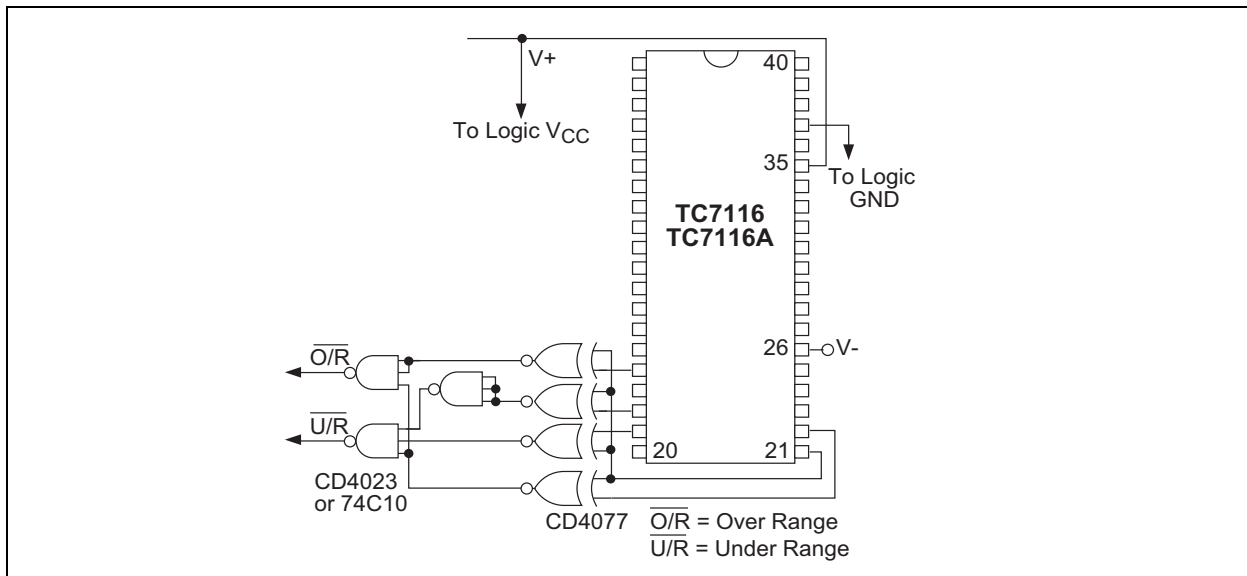 V+
To Logic VCC
40
35
To Logic
GND
TC7116
TC7116A
26
V-
O/R
U/R
20
21
CD4023
or 74C10
CD4077
O/R = Over Range
U/R = Under Range